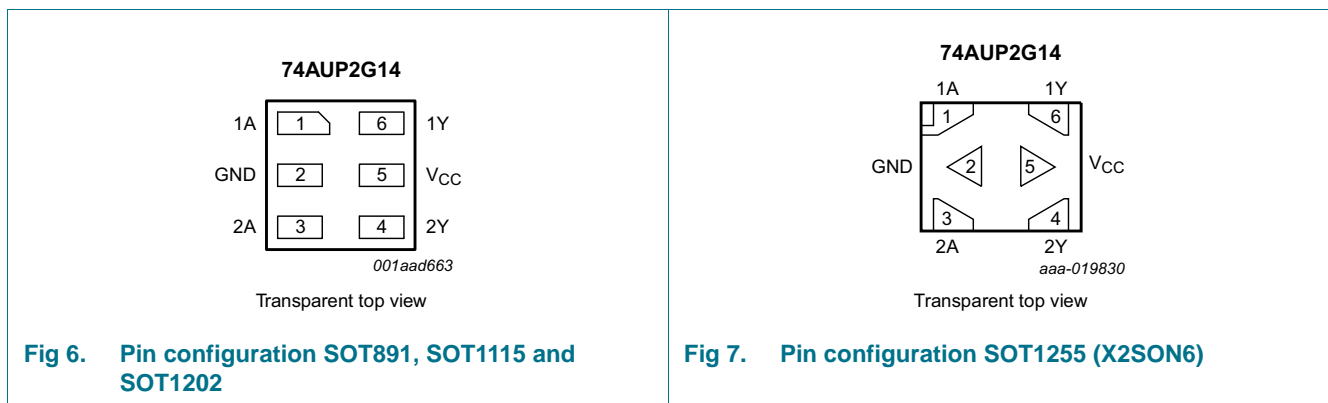 74AUP2G14
1A 1 6 1Y
GND 2 5 VCC
2A 3 4 2Y
001aad663
Transparent top view
Fig 6. Pin configuration SOT891, SOT1115 and
SOT1202
74AUP2G14
1A 1Y
1 6
GND 2 5 VCC
3 4
2A 2Y
aaa-019830
Transparent top view
Fig 7. Pin configuration SOT1255 (X2SON6)